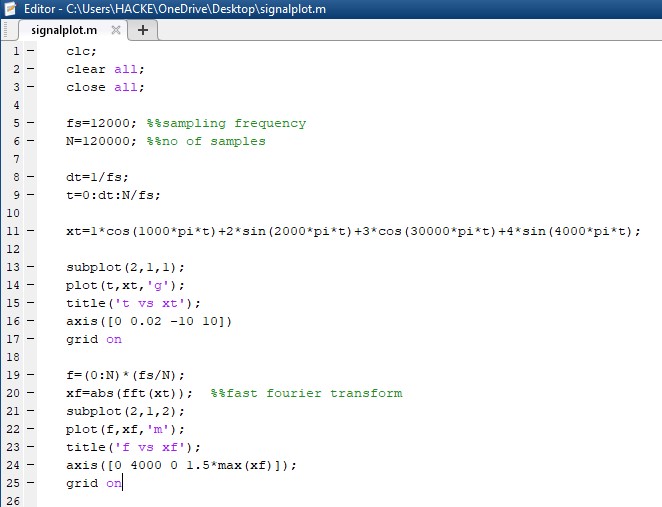 Editor - C:\Users\HACKE\OneDrive\Desktop\signalplot.m
signalplot.m × +
1 – clc;
2 – clear all;
3 – close all;
4
5 – fs=12000; %%sampling frequency
6 – N=120000; %%no of samples
7
8 – dt=1/fs;
9 – t=0:dt:N/fs;
10
11 – xt=1*cos(1000*pi*t)+2*sin(2000*pi*t)+3*cos(30000*pi*t)+4*sin(4000*pi*t);
12
13 – subplot(2,1,1);
14 – plot(t,xt,'g');
15 – title('t vs xt');
16 – axis([0 0.02 -10 10])
17 – grid on
18
19 – f=(0:N)*(fs/N);
20 – xf=abs(fft(xt)); %%fast fourier transform
21 – subplot(2,1,2);
22 – plot(f,xf,'m');
23 – title('f vs xf');
24 – axis([0 4000 0 1.5*max(xf)]);
25 – grid on
26